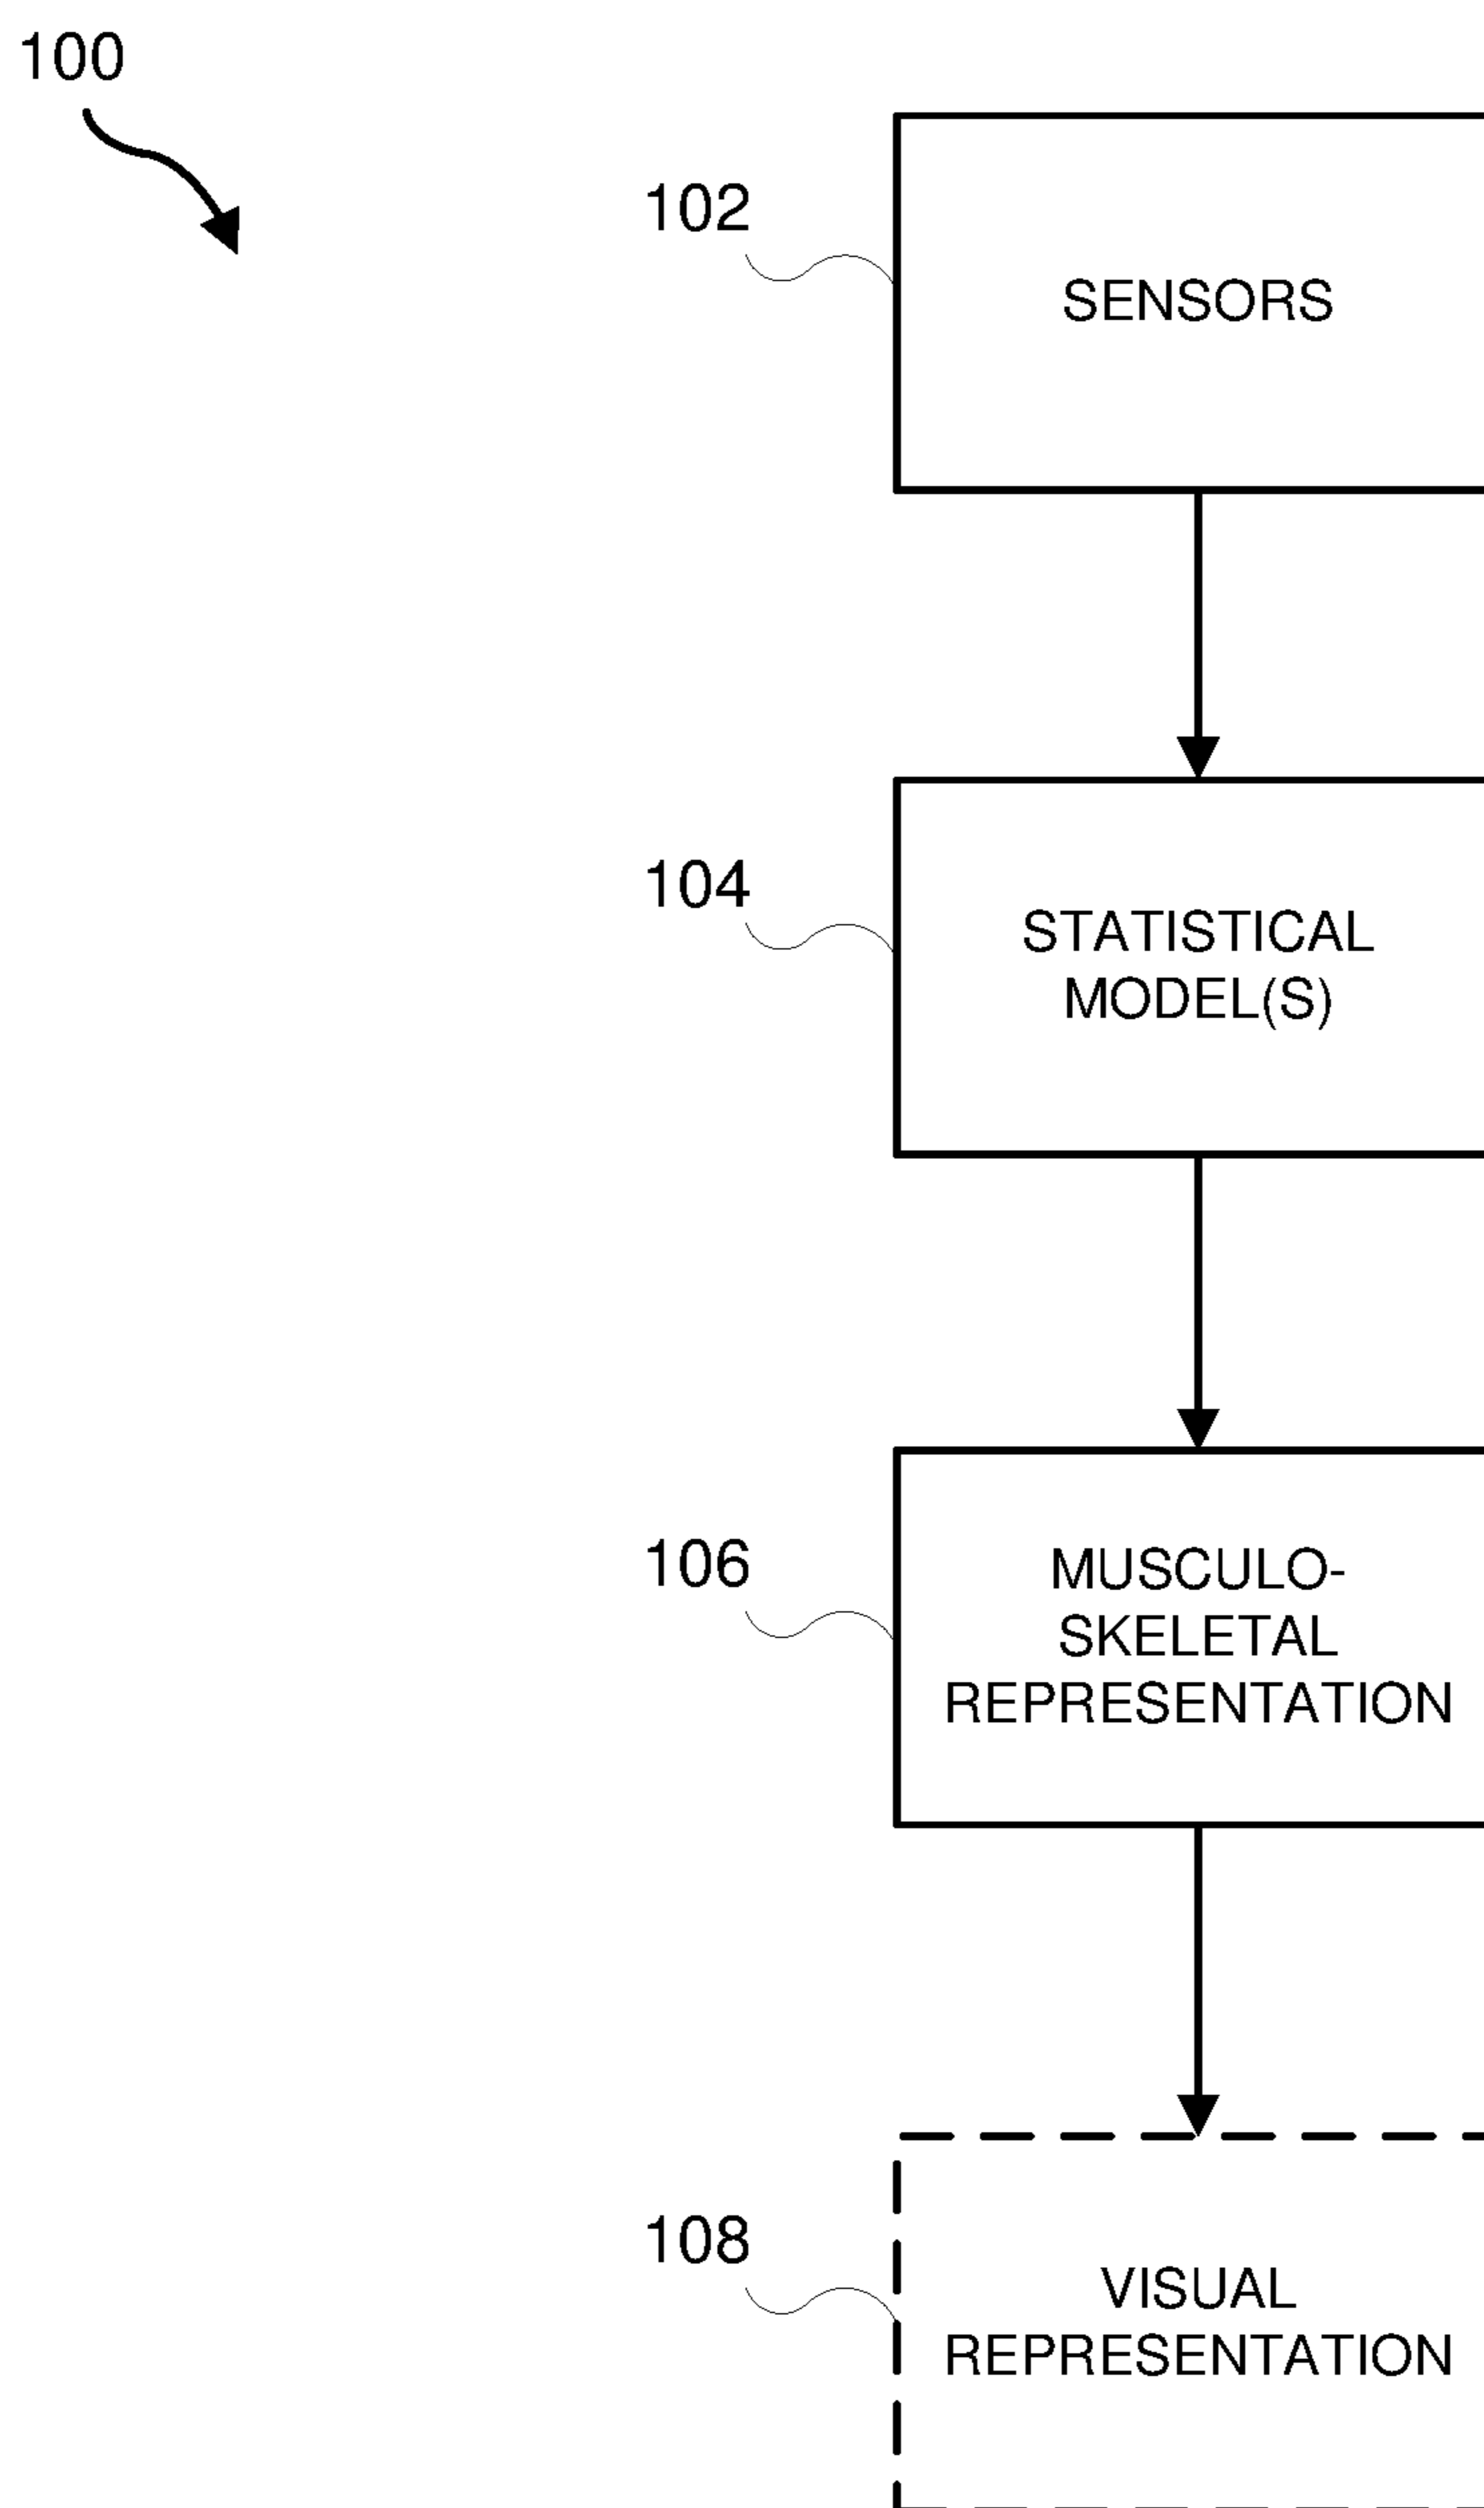 100
102
SENSORS
104
STATISTICAL
MODEL(S)
106
MUSCULO-
SKELETAL
REPRESENTATION
108
VISUAL
REPRESENTATION